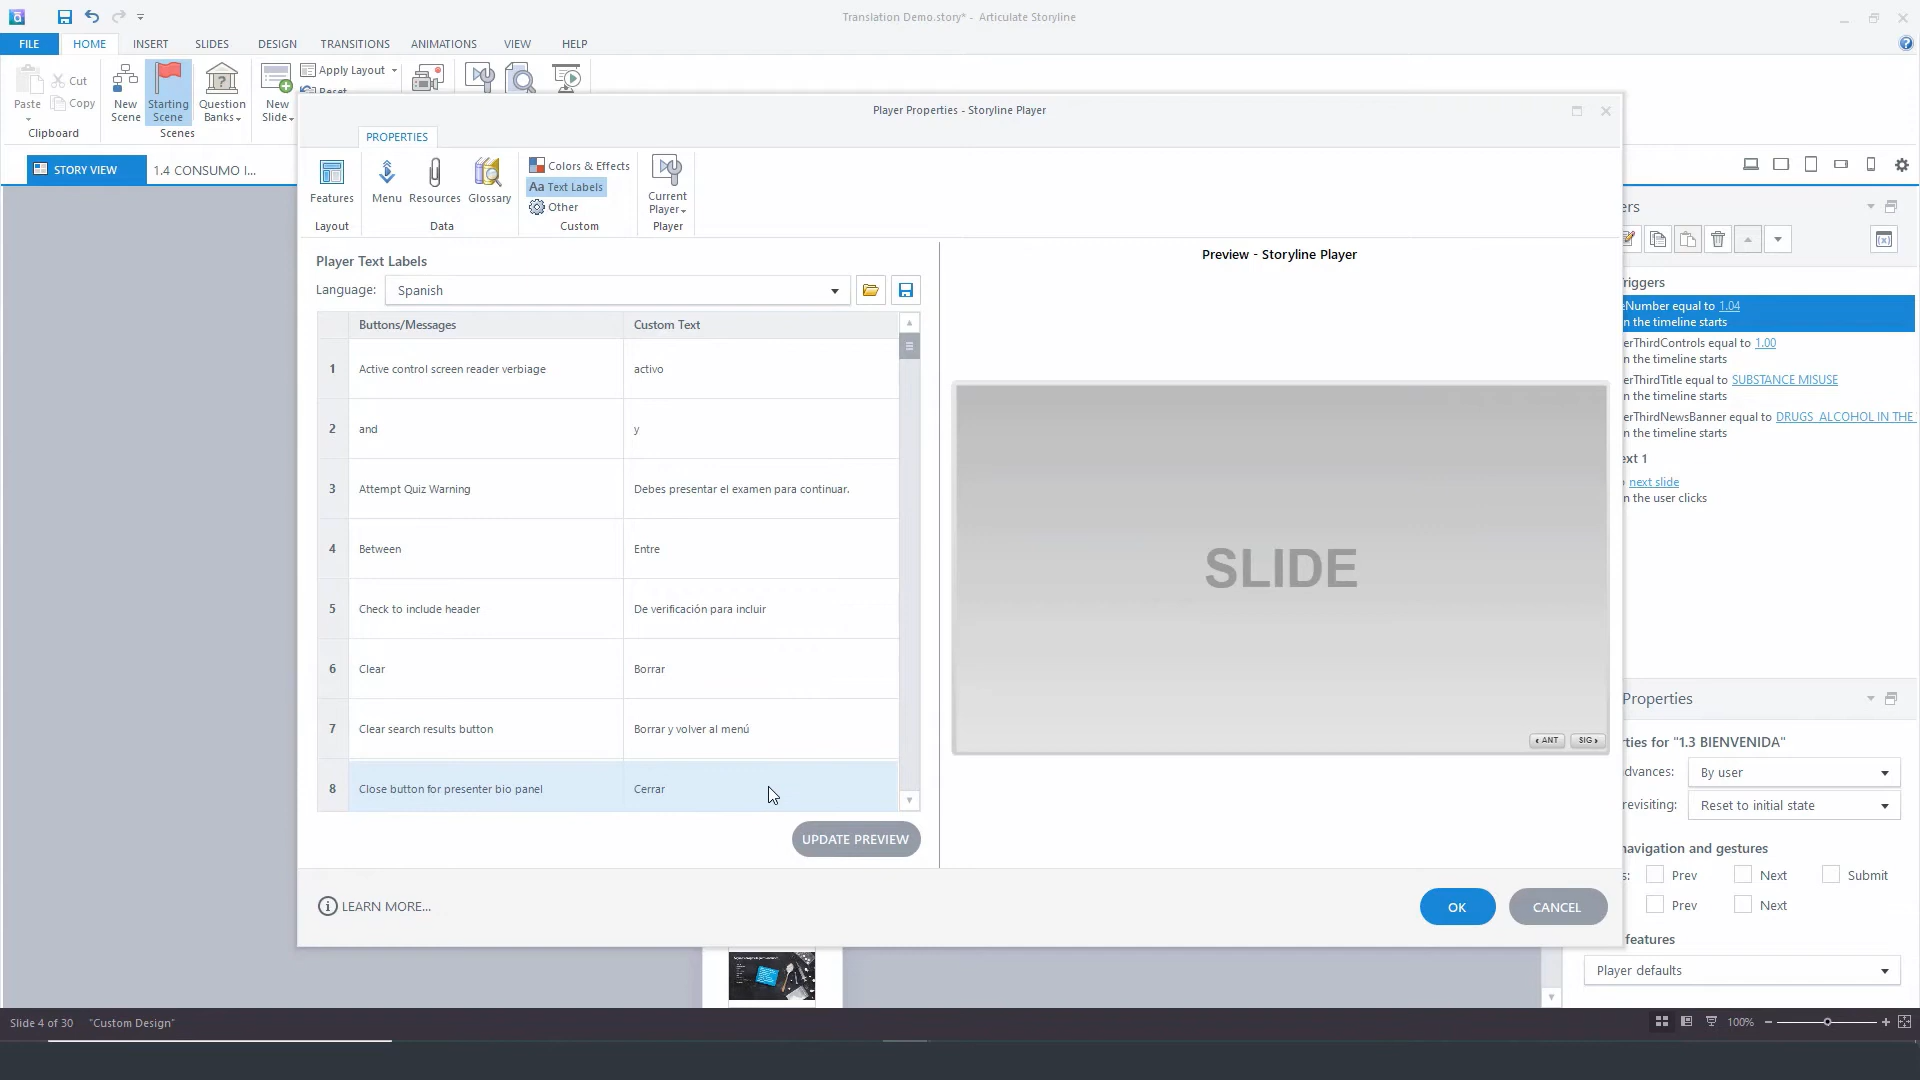 Translation Demo.story* - Articulate Storyline
FILE
HOME
INSERT
SLIDES
DESIGN
TRANSITIONS
ANIMATIONS
VIEW
HELP
Paste
Cut
Copy
Clipboard
New Scene
Starting Scene
Question Banks
Scenes
New Slide
Apply Layout
Reset
STORY VIEW
1.4 CONSUMO I...
Player Properties - Storyline Player
PROPERTIES
Features
Layout
Menu
Resources
Glossary
Data
Colors & Effects
Aa Text Labels
Other
Custom
Current Player
Player
Player Text Labels
Language: Spanish
Buttons/Messages Custom Text
1 Active control screen reader verbiage activo
2 and y
3 Attempt Quiz Warning Debes presentar el examen para continuar.
4 Between Entre
5 Check to include header De verificación para incluir
6 Clear Borrar
7 Clear search results button Borrar y volver al menú
8 Close button for presenter bio panel Cerrar
UPDATE PREVIEW
LEARN MORE...
Preview - Storyline Player
SLIDE
‹ ANT
SIG ›
OK
CANCEL
ers
riggers
eNumber equal to 1.04
n the timeline starts
erThirdControls equal to 1.00
n the timeline starts
erThirdTitle equal to SUBSTANCE MISUSE
n the timeline starts
erThirdNewsBanner equal to DRUGS ALCOHOL IN THE
n the timeline starts
ext 1
next slide
n the user clicks
Properties
ties for "1.3 BIENVENIDA"
dvances: By user
revisiting: Reset to initial state
navigation and gestures
s: Prev Next Submit
Prev Next
features
Player defaults
Slide 4 of 30 "Custom Design"
100%